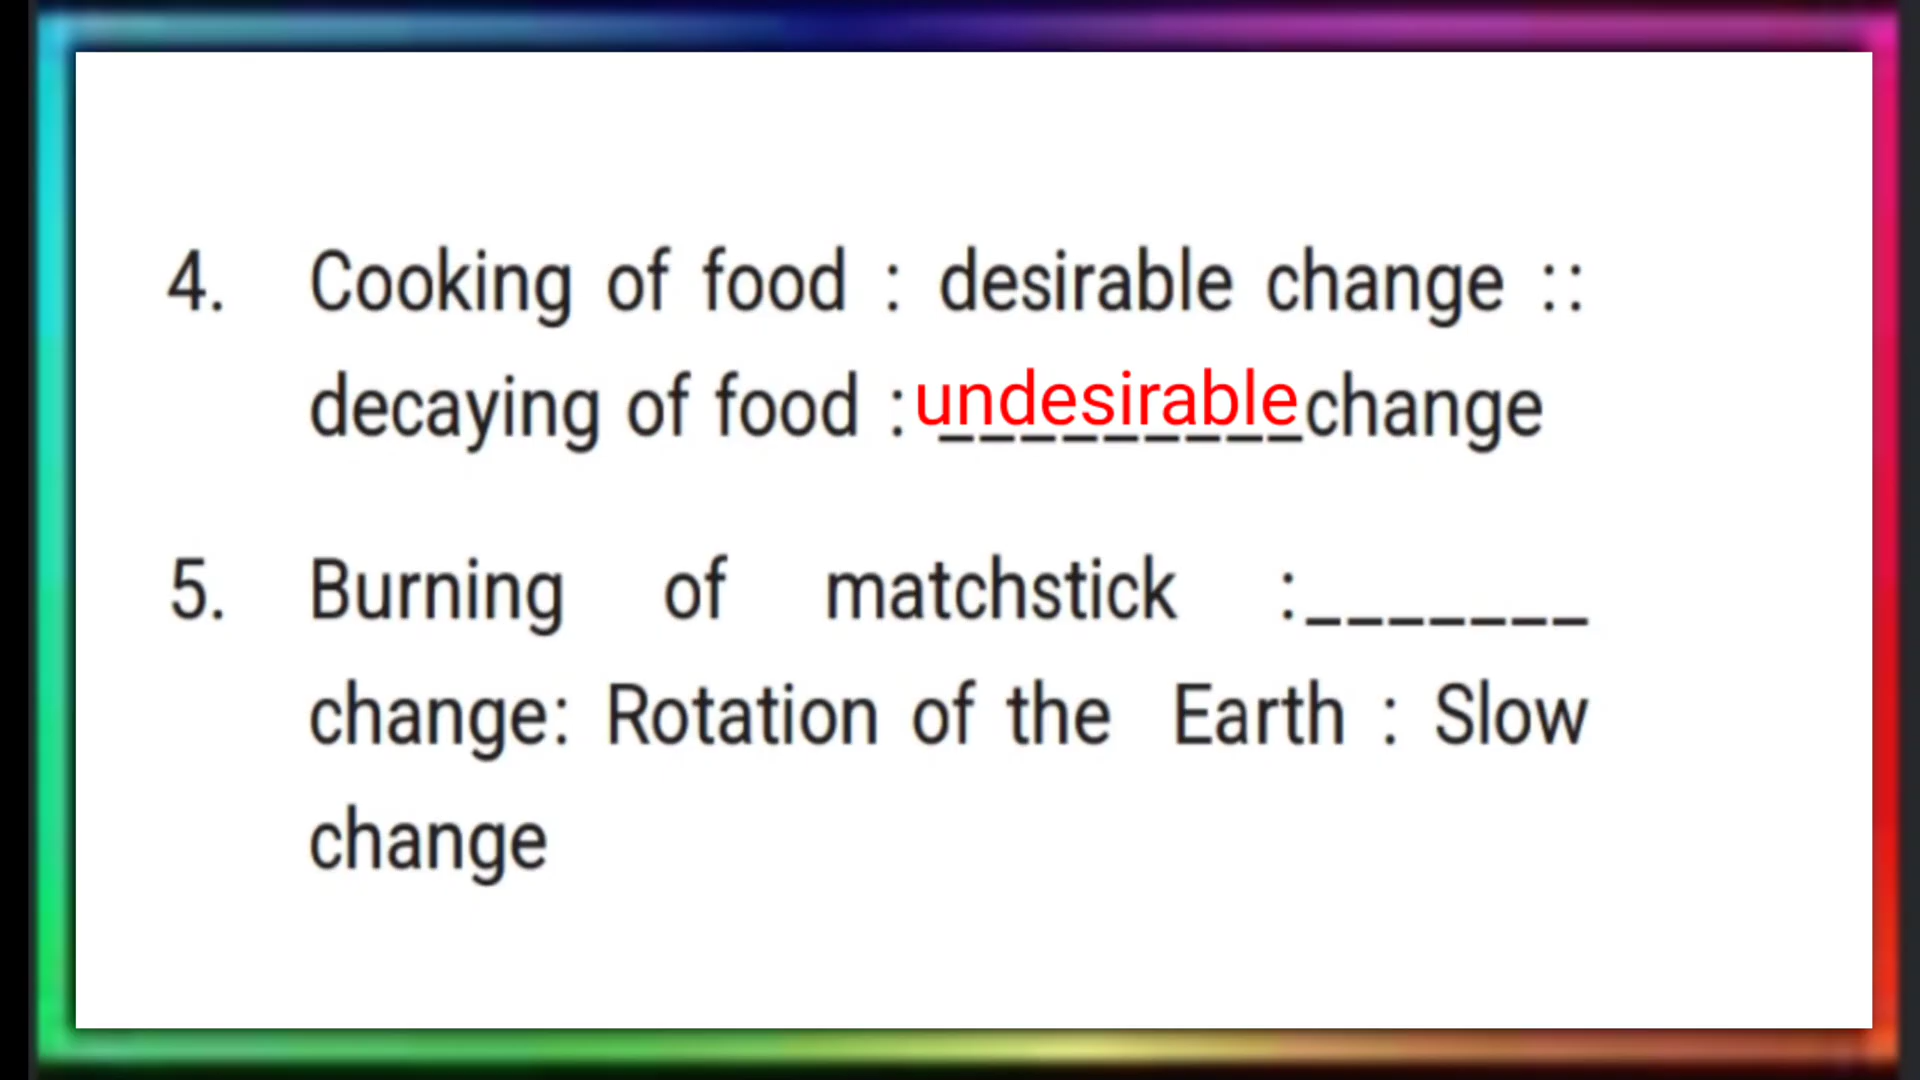 4. Cooking of food : desirable change ::
decaying of food : undesirable change
5. Burning of matchstick :_______
change: Rotation of the Earth : Slow
change